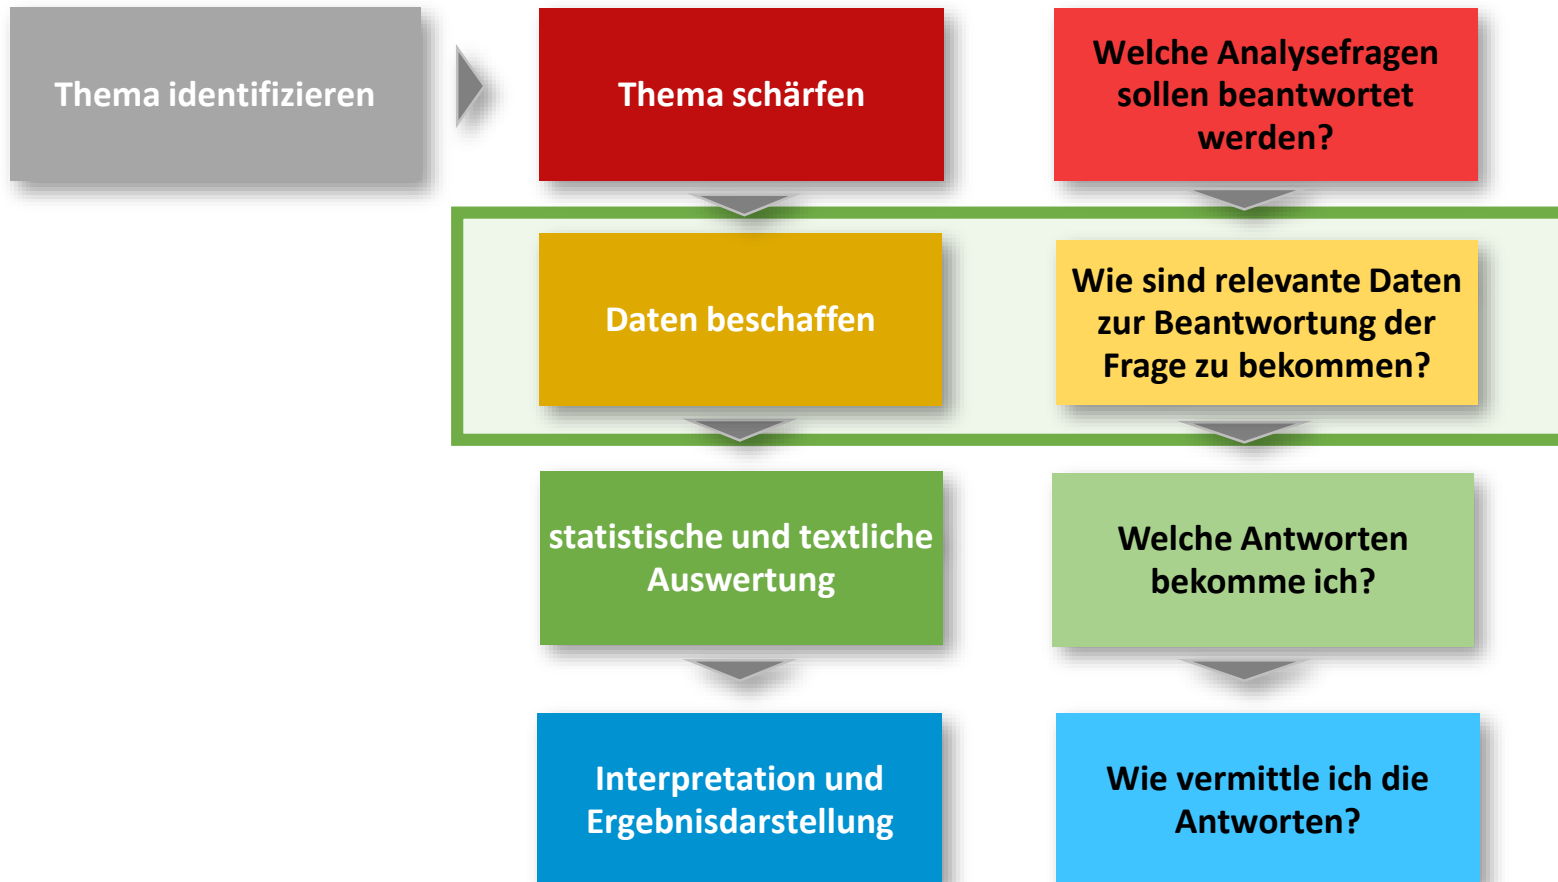 Thema identifizieren
Thema schärfen
Welche Analysefragen
sollen beantwortet
werden?
Daten beschaffen
Wie sind relevante Daten
zur Beantwortung der
Frage zu bekommen?
statistische und textliche
Auswertung
Welche Antworten
bekomme ich?
Interpretation und
Ergebnisdarstellung
Wie vermittle ich die
Antworten?